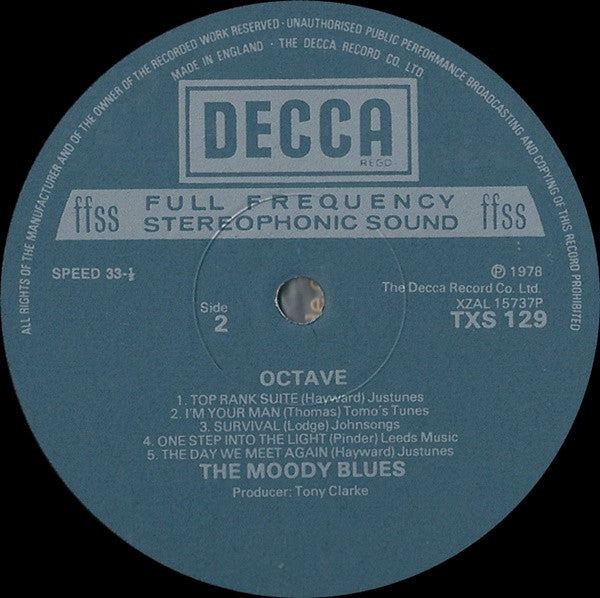 ALL RIGHTS OF THE MANUFACTURER AND OF THE OWNER OF THE RECORDED WORK RESERVED · UNAUTHORISED PUBLIC PERFORMANCE BROADCASTING AND COPYING OF THIS RECORD PROHIBITED
MADE IN ENGLAND · THE DECCA RECORD CO. LTD.
DECCA
REGD.
ffss FULL FREQUENCY ffss
STEREOPHONIC SOUND
SPEED 33-⅓
℗ 1978
The Decca Record Co. Ltd.
XZAL 15737P
TXS 129
Side
2
OCTAVE
1. TOP RANK SUITE (Hayward) Justunes
2. I'M YOUR MAN (Thomas) Tomo's Tunes
3. SURVIVAL (Lodge) Johnsongs
4. ONE STEP INTO THE LIGHT (Pinder) Leeds Music
5. THE DAY WE MEET AGAIN (Hayward) Justunes
THE MOODY BLUES
Producer: Tony Clarke